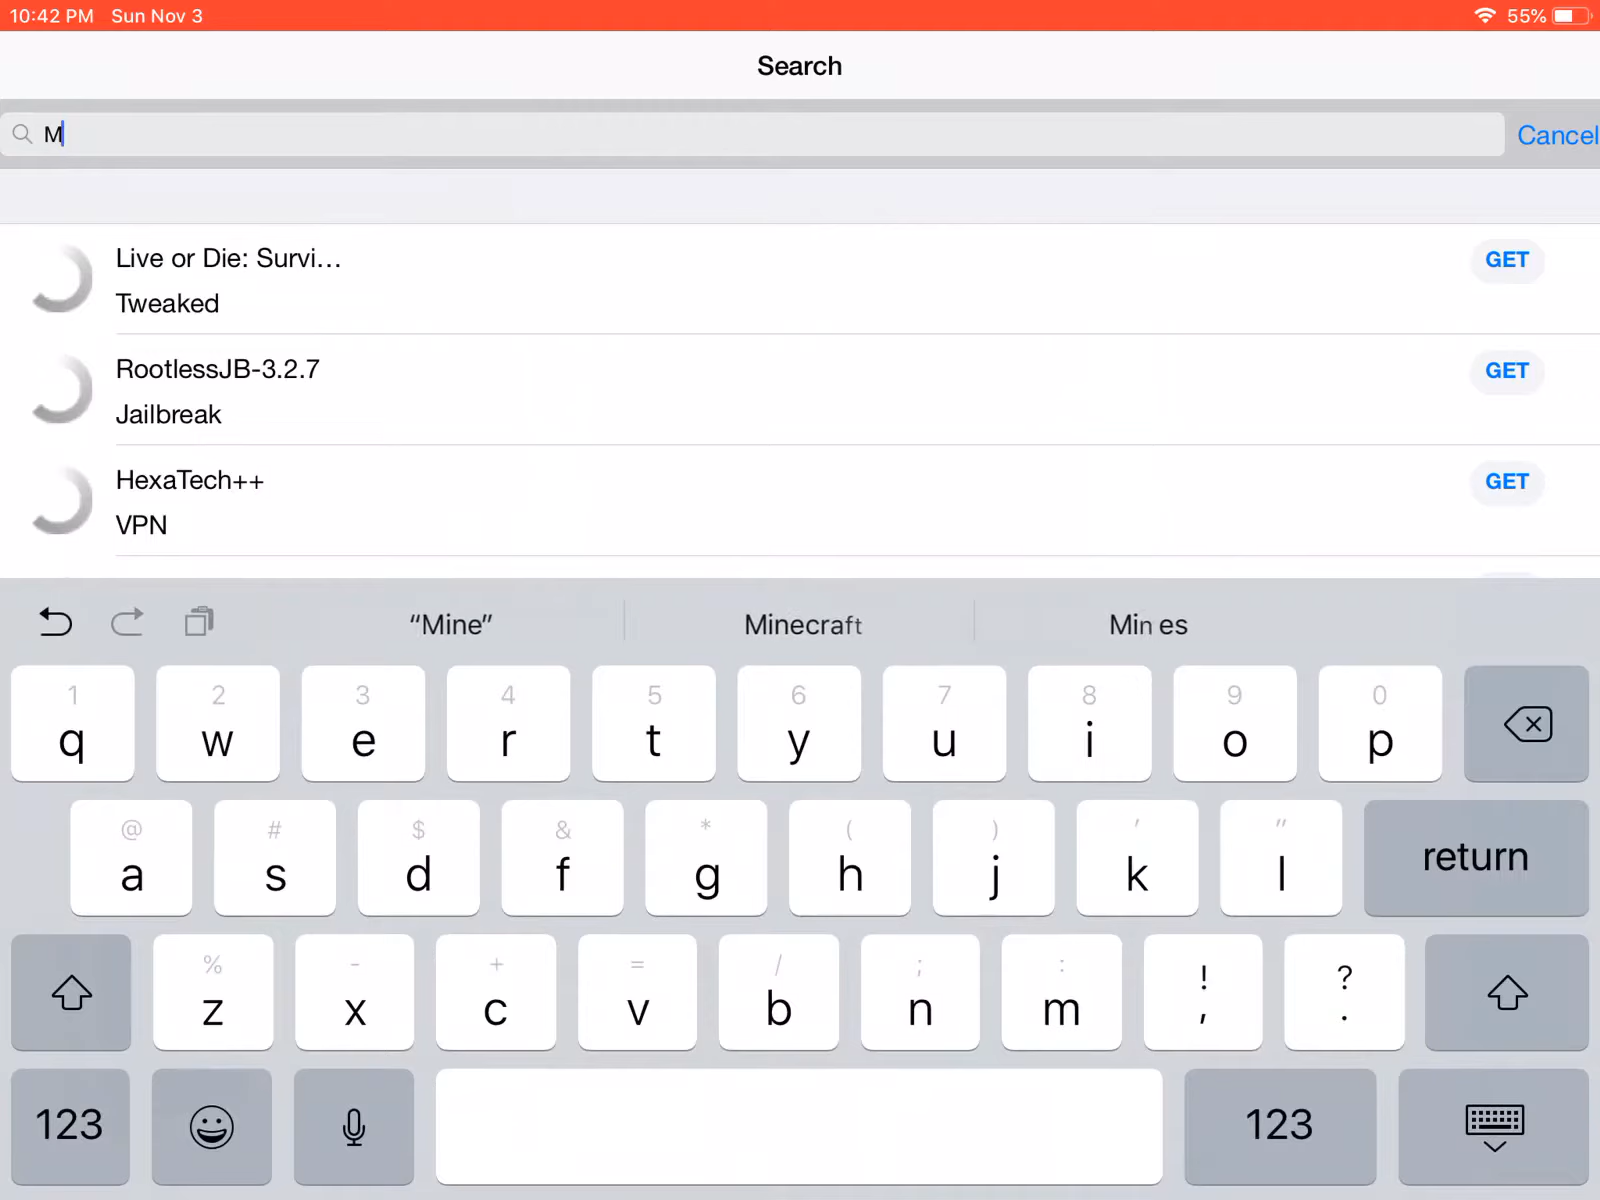 10:42 PM Sun Nov 3 55%
Search
M Cancel
Live or Die: Survi... GET
Tweaked
RootlessJB-3.2.7 GET
Jailbreak
HexaTech++ GET
VPN
“Mine” Minecraft Mines
1 2 3 4 5 6 7 8 9 0
q w e r t y u i o p
@ # $ & * ( ) ' "
a s d f g h j k l return
% - + = / ; : ! ?
z x c v b n m , .
123 123